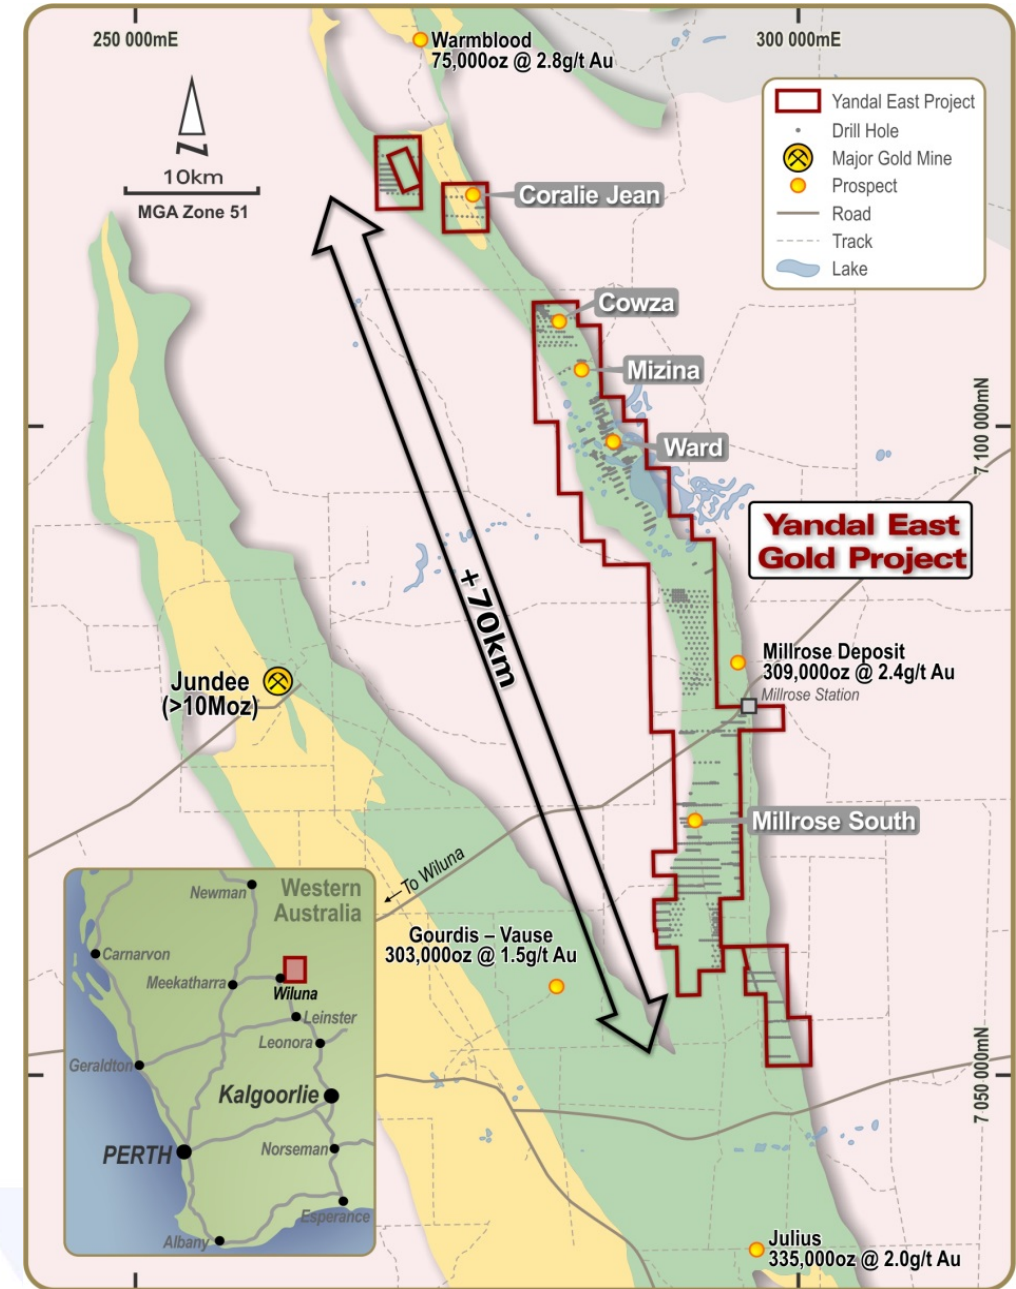 250 000mE
300 000mE
Warmblood
75,000oz @ 2.8g/t Au
N
10km
MGA Zone 51
Yandal East Project
Drill Hole
Major Gold Mine
Prospect
Road
Track
Lake
Coralie Jean
Cowza
Mizina
Ward
7 100 000mN
Yandal East
Gold Project
+70km
Millrose Deposit
309,000oz @ 2.4g/t Au
Millrose Station
Jundee
(>10Moz)
Millrose South
To Wiluna
Gourdis – Vause
303,000oz @ 1.5g/t Au
7 050 000mN
Julius
335,000oz @ 2.0g/t Au
Western
Australia
Newman
Carnarvon
Meekatharra
Wiluna
Leinster
Leonora
Geraldton
Kalgoorlie
PERTH
Norseman
Esperance
Albany